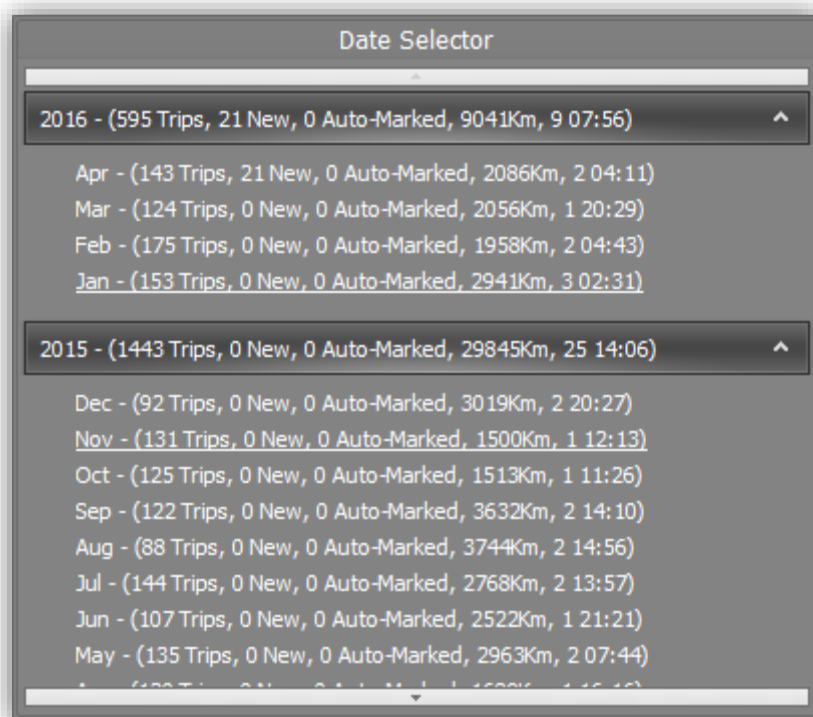 Date Selector
2016 - (595 Trips, 21 New, 0 Auto-Marked, 9041Km, 9 07:56)
Apr - (143 Trips, 21 New, 0 Auto-Marked, 2086Km, 2 04:11)
Mar - (124 Trips, 0 New, 0 Auto-Marked, 2056Km, 1 20:29)
Feb - (175 Trips, 0 New, 0 Auto-Marked, 1958Km, 2 04:43)
Jan - (153 Trips, 0 New, 0 Auto-Marked, 2941Km, 3 02:31)
2015 - (1443 Trips, 0 New, 0 Auto-Marked, 29845Km, 25 14:06)
Dec - (92 Trips, 0 New, 0 Auto-Marked, 3019Km, 2 20:27)
Nov - (131 Trips, 0 New, 0 Auto-Marked, 1500Km, 1 12:13)
Oct - (125 Trips, 0 New, 0 Auto-Marked, 1513Km, 1 11:26)
Sep - (122 Trips, 0 New, 0 Auto-Marked, 3632Km, 2 14:10)
Aug - (88 Trips, 0 New, 0 Auto-Marked, 3744Km, 2 14:56)
Jul - (144 Trips, 0 New, 0 Auto-Marked, 2768Km, 2 13:57)
Jun - (107 Trips, 0 New, 0 Auto-Marked, 2522Km, 1 21:21)
May - (135 Trips, 0 New, 0 Auto-Marked, 2963Km, 2 07:44)